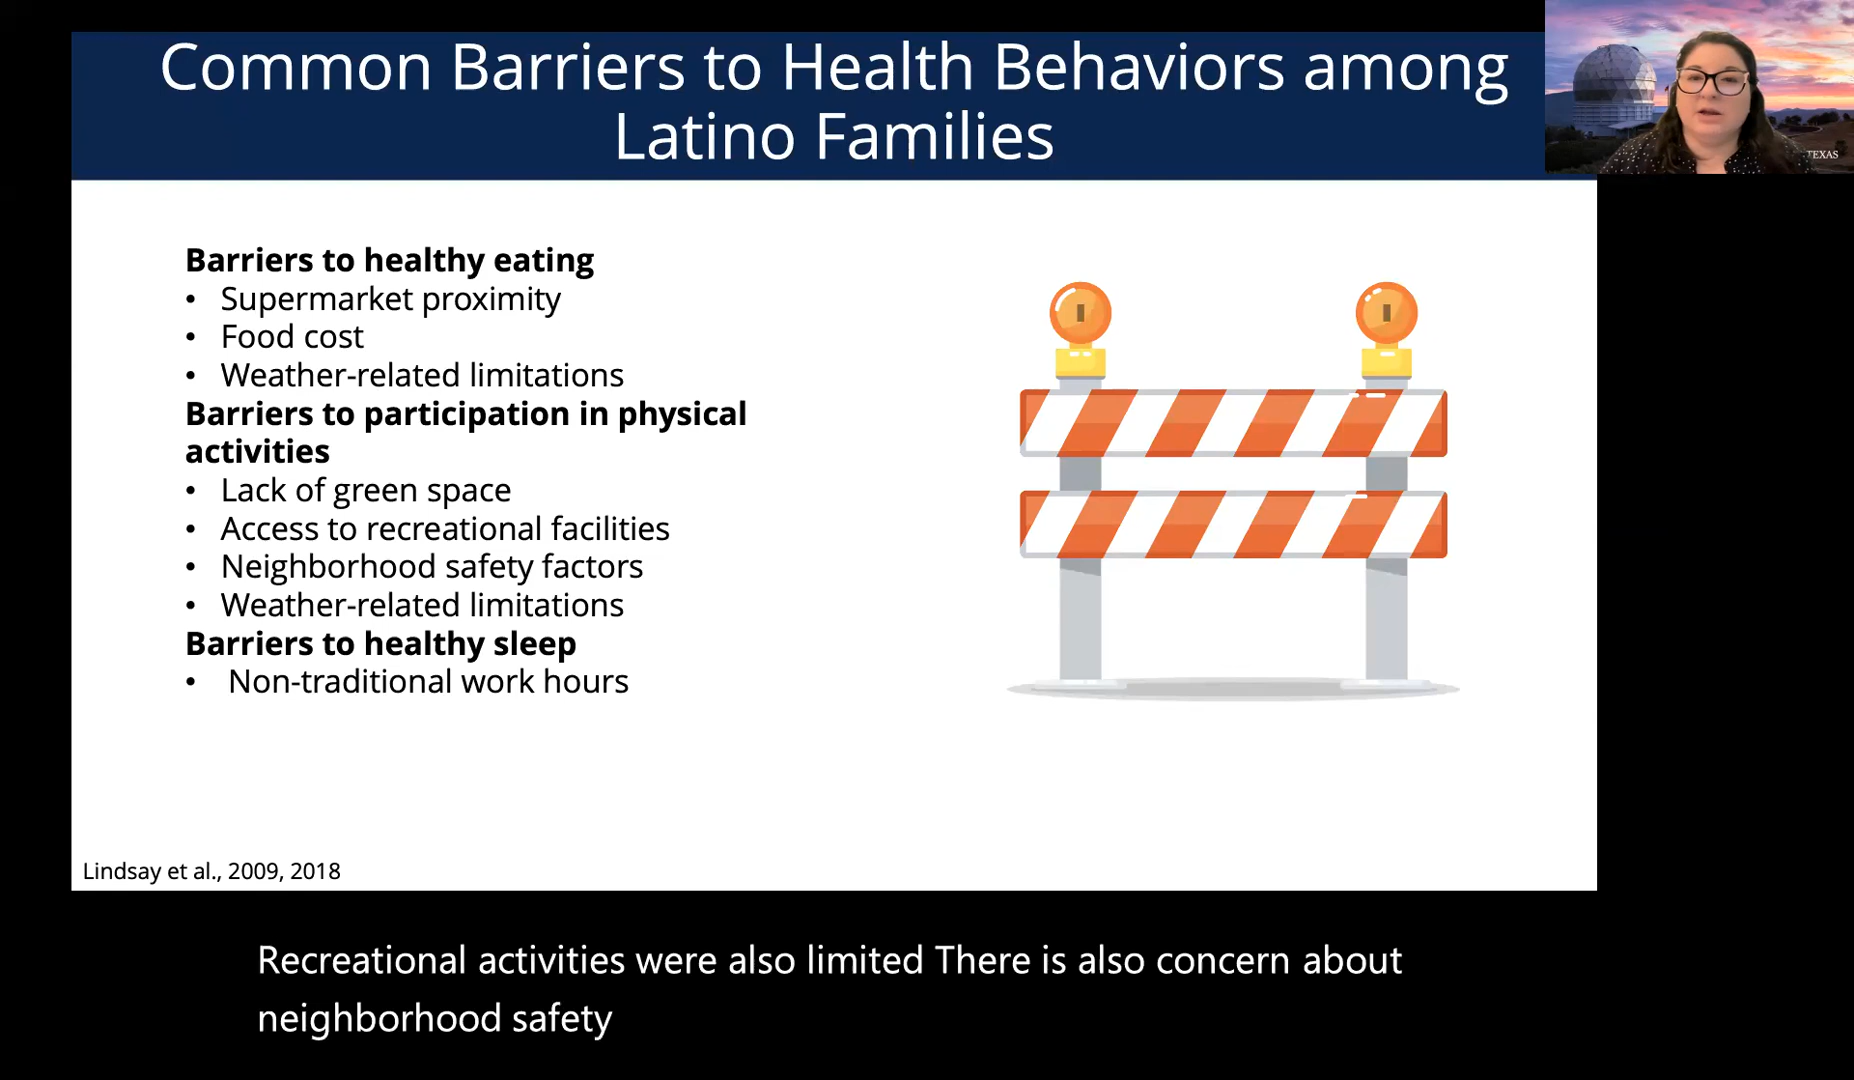 Common Barriers to Health Behaviors among
Latino Families
TEXAS
Barriers to healthy eating
• Supermarket proximity
• Food cost
• Weather-related limitations
Barriers to participation in physical
activities
• Lack of green space
• Access to recreational facilities
• Neighborhood safety factors
• Weather-related limitations
Barriers to healthy sleep
• Non-traditional work hours
Lindsay et al., 2009, 2018
Recreational activities were also limited There is also concern about
neighborhood safety